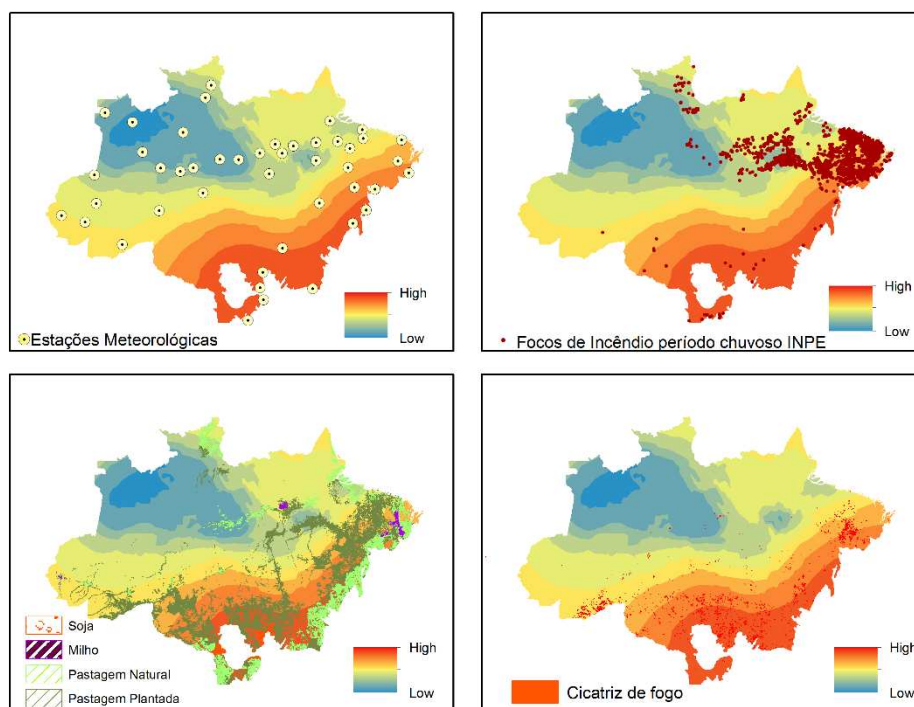 High
Low
Estações Meteorológicas
High
Low
Focos de Incêndio período chuvoso INPE
Soja
Milho
Pastagem Natural
Pastagem Plantada
High
Low
High
Low
Cicatriz de fogo